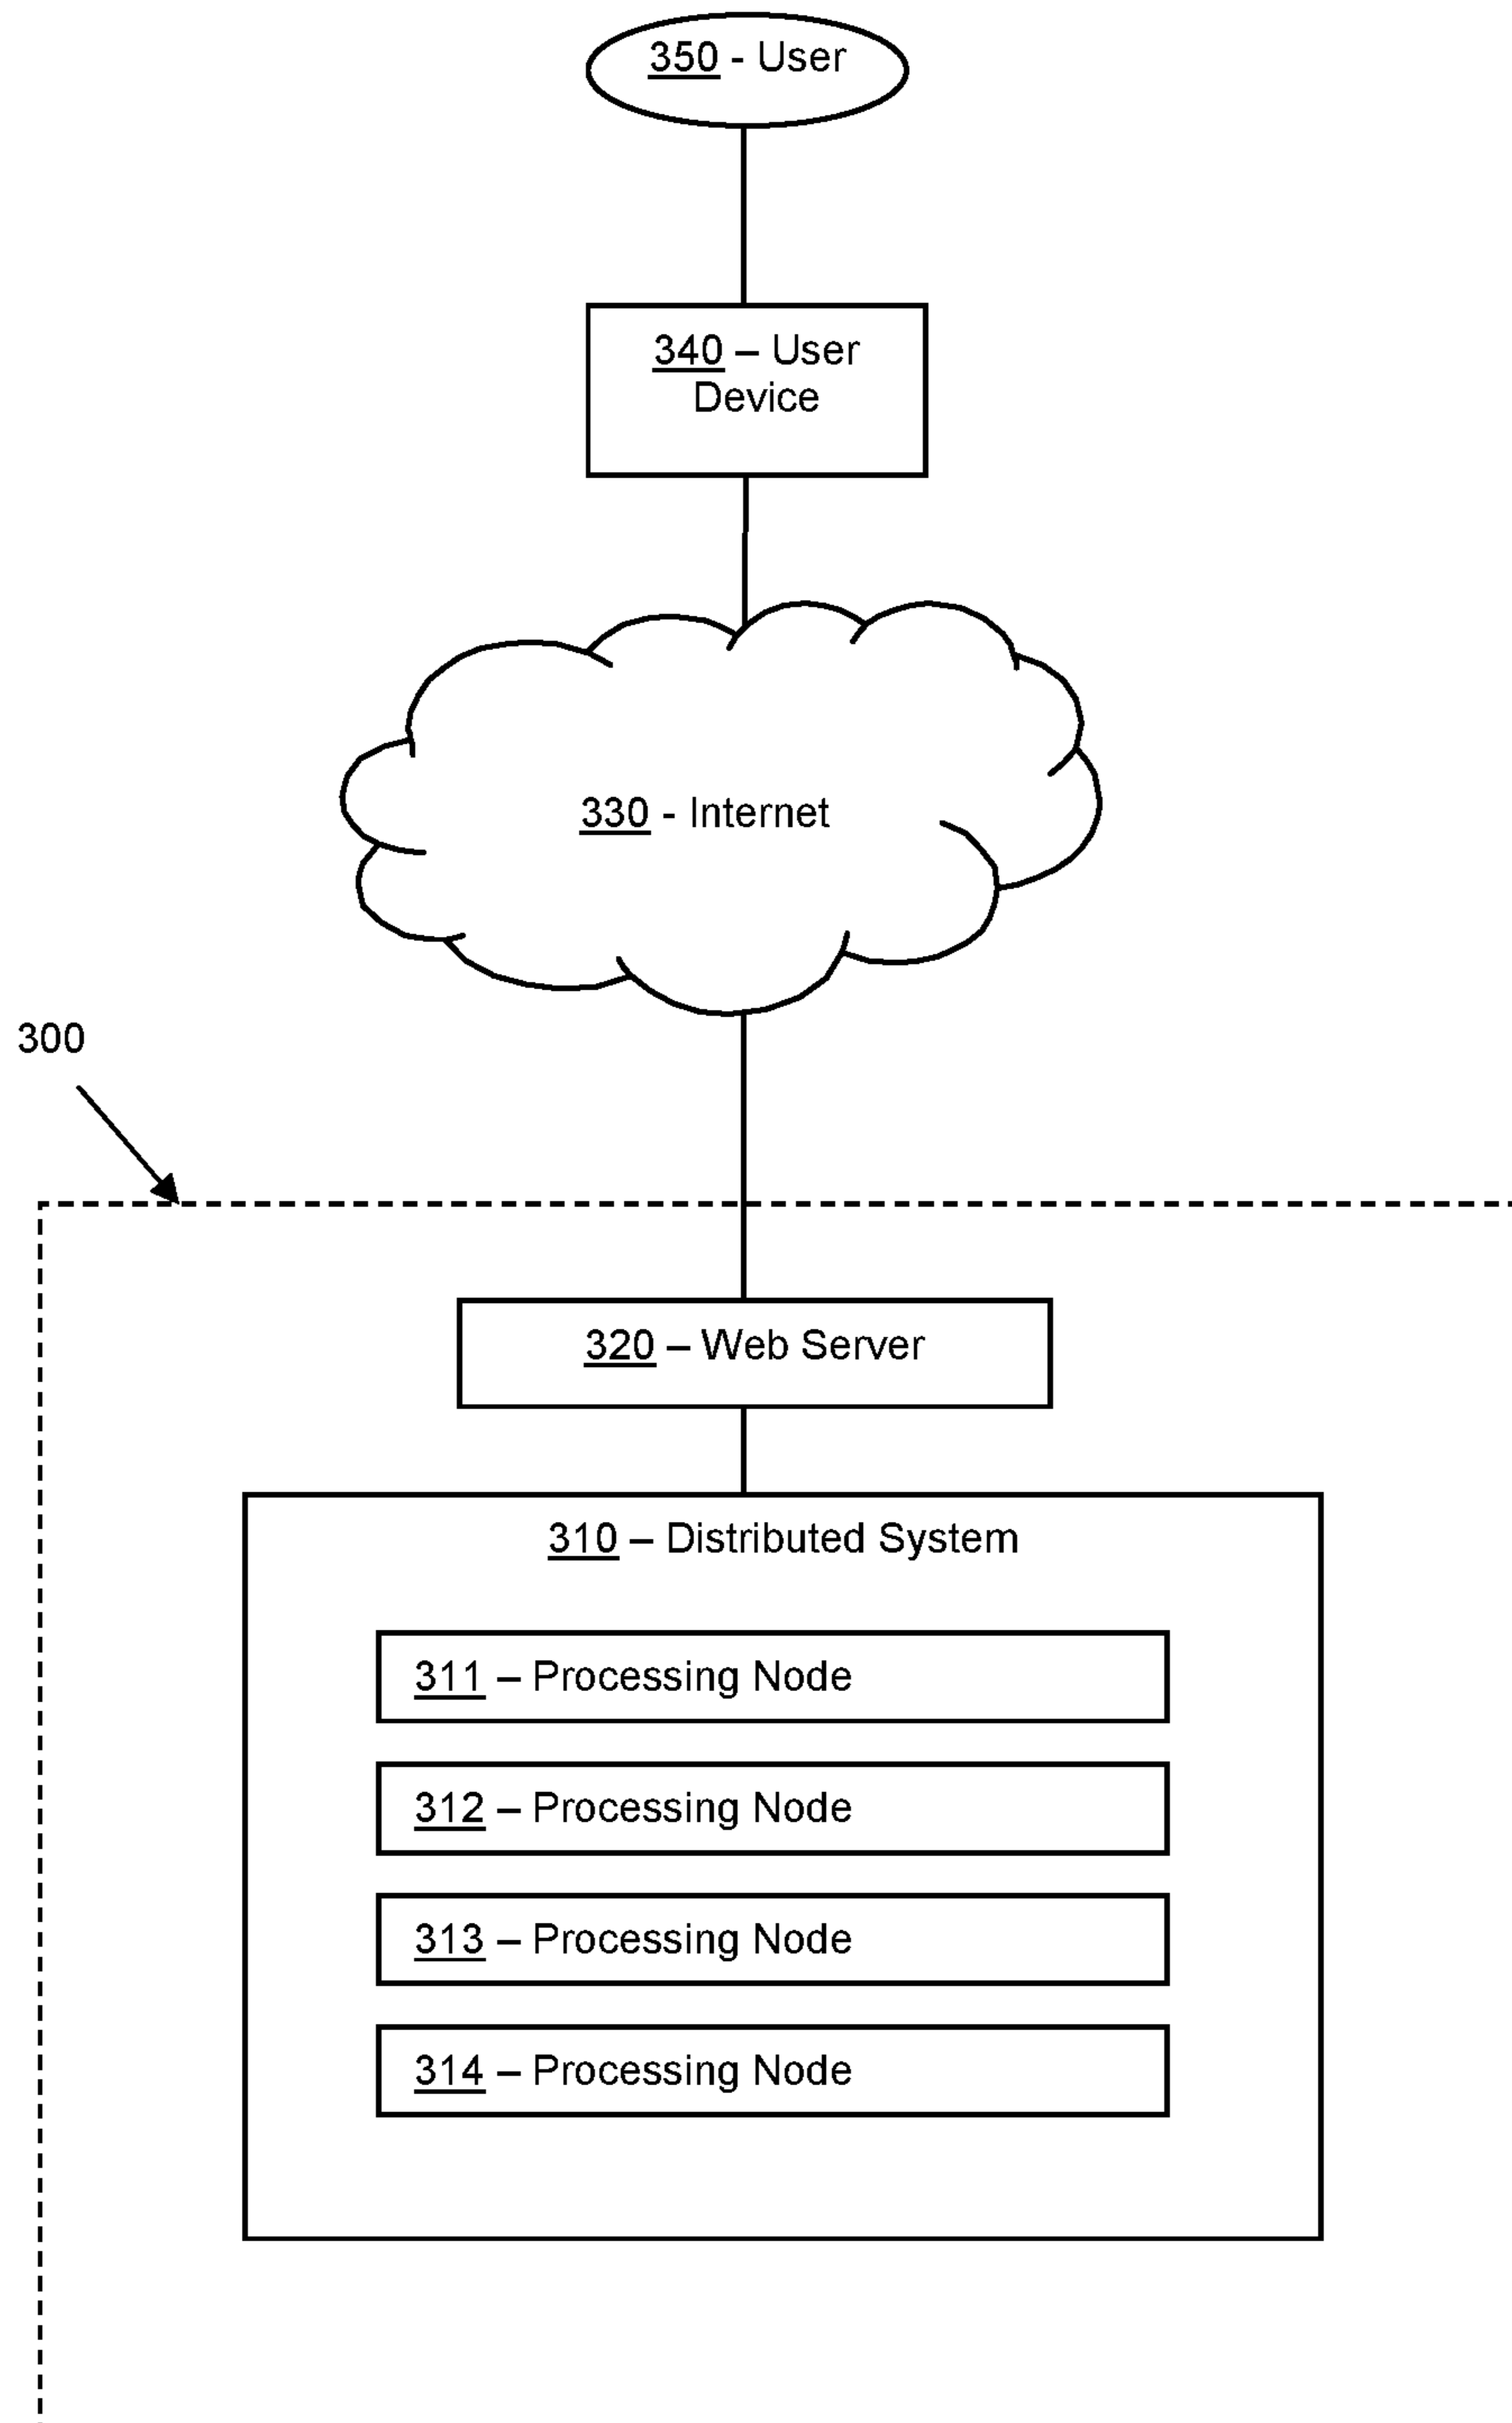 350 - User
340 – User
Device
330 - Internet
300
320 – Web Server
310 – Distributed System
311 – Processing Node
312 – Processing Node
313 – Processing Node
314 – Processing Node